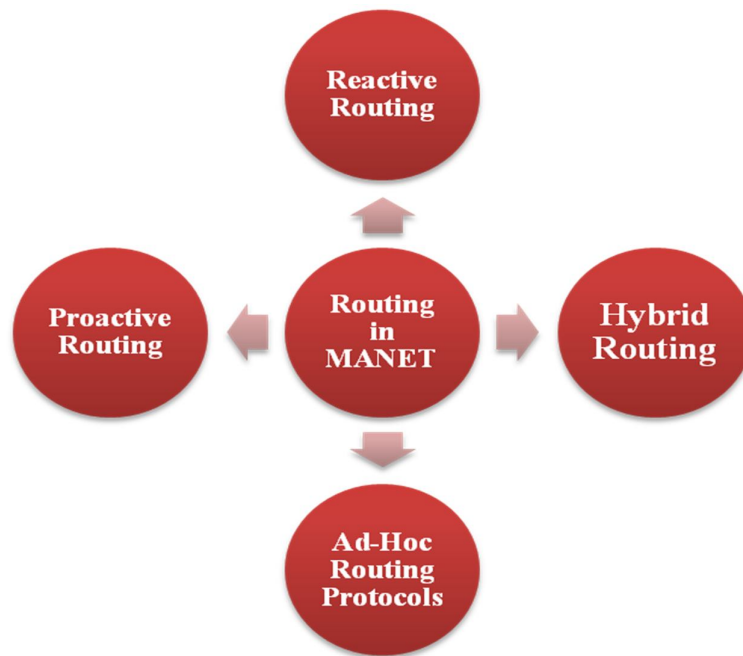 Reactive
Routing
Proactive
Routing
Routing
in
MANET
Hybrid
Routing
Ad-Hoc
Routing
Protocols